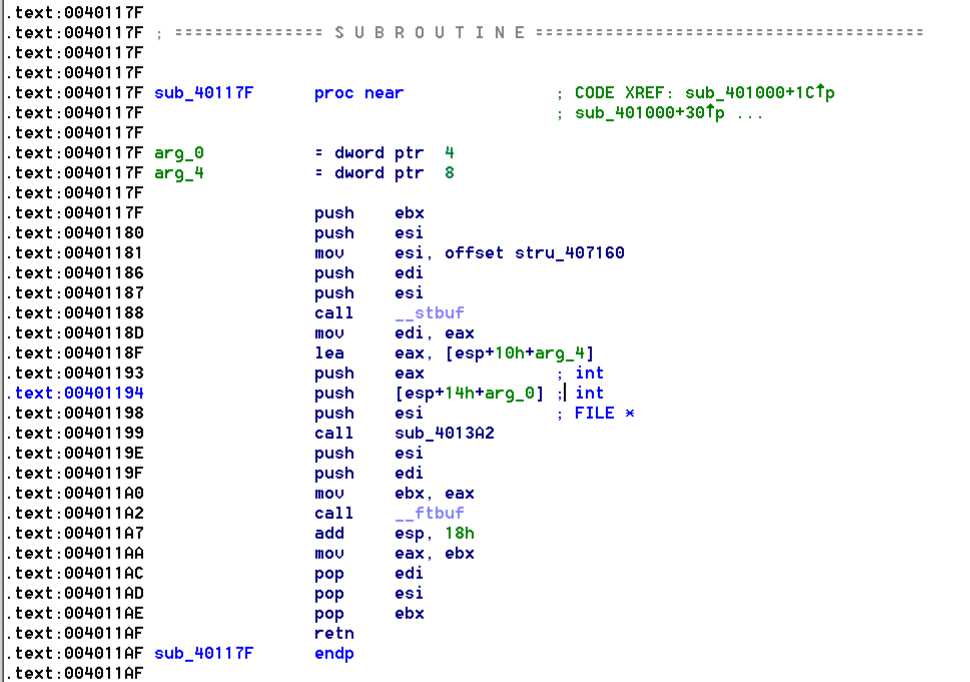 .text:0040117F
.text:0040117F ; =============== S U B R O U T I N E =======================================
.text:0040117F
.text:0040117F
.text:0040117F sub_40117F      proc near               ; CODE XREF: sub_401000+1C↑p
.text:0040117F                                         ; sub_401000+30↑p ...
.text:0040117F
.text:0040117F arg_0           = dword ptr  4
.text:0040117F arg_4           = dword ptr  8
.text:0040117F
.text:0040117F                 push    ebx
.text:00401180                 push    esi
.text:00401181                 mov     esi, offset stru_407160
.text:00401186                 push    edi
.text:00401187                 push    esi
.text:00401188                 call    __stbuf
.text:0040118D                 mov     edi, eax
.text:0040118F                 lea     eax, [esp+10h+arg_4]
.text:00401193                 push    eax             ; int
.text:00401194                 push    [esp+14h+arg_0] ; int
.text:00401198                 push    esi             ; FILE *
.text:00401199                 call    sub_4013A2
.text:0040119E                 push    esi
.text:0040119F                 push    edi
.text:004011A0                 mov     ebx, eax
.text:004011A2                 call    __ftbuf
.text:004011A7                 add     esp, 18h
.text:004011AA                 mov     eax, ebx
.text:004011AC                 pop     edi
.text:004011AD                 pop     esi
.text:004011AE                 pop     ebx
.text:004011AF                 retn
.text:004011AF sub_40117F      endp
.text:004011AF